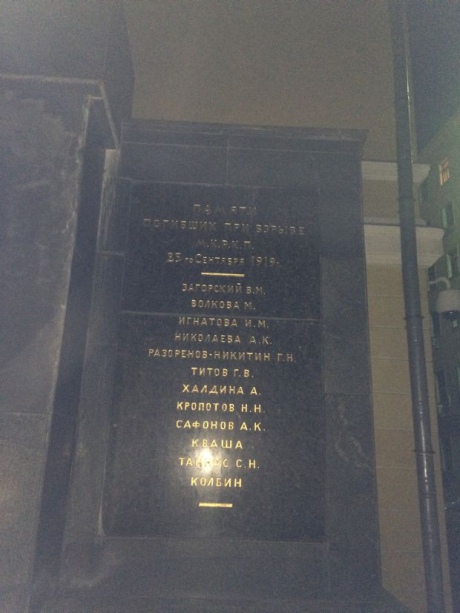 ПАМЯТИ
ПОГИБШИХ ПРИ ВЗРЫВЕ
М.К.Р.К.П.
25 го СЕНТЯБРЯ 1919 г.
ЗАГОРСКИЙ В.М.
ВОЛКОВА М.
ИГНАТОВА И.М.
НИКОЛАЕВА А.К.
РАЗОРЕНОВ-НИКИТИН Г.Н.
ТИТОВ Г.В.
ХАЛДИНА А.
КРОПОТОВ Н.Н.
САФОНОВ А.К.
КВАША
С.Н.
КОЛБИН